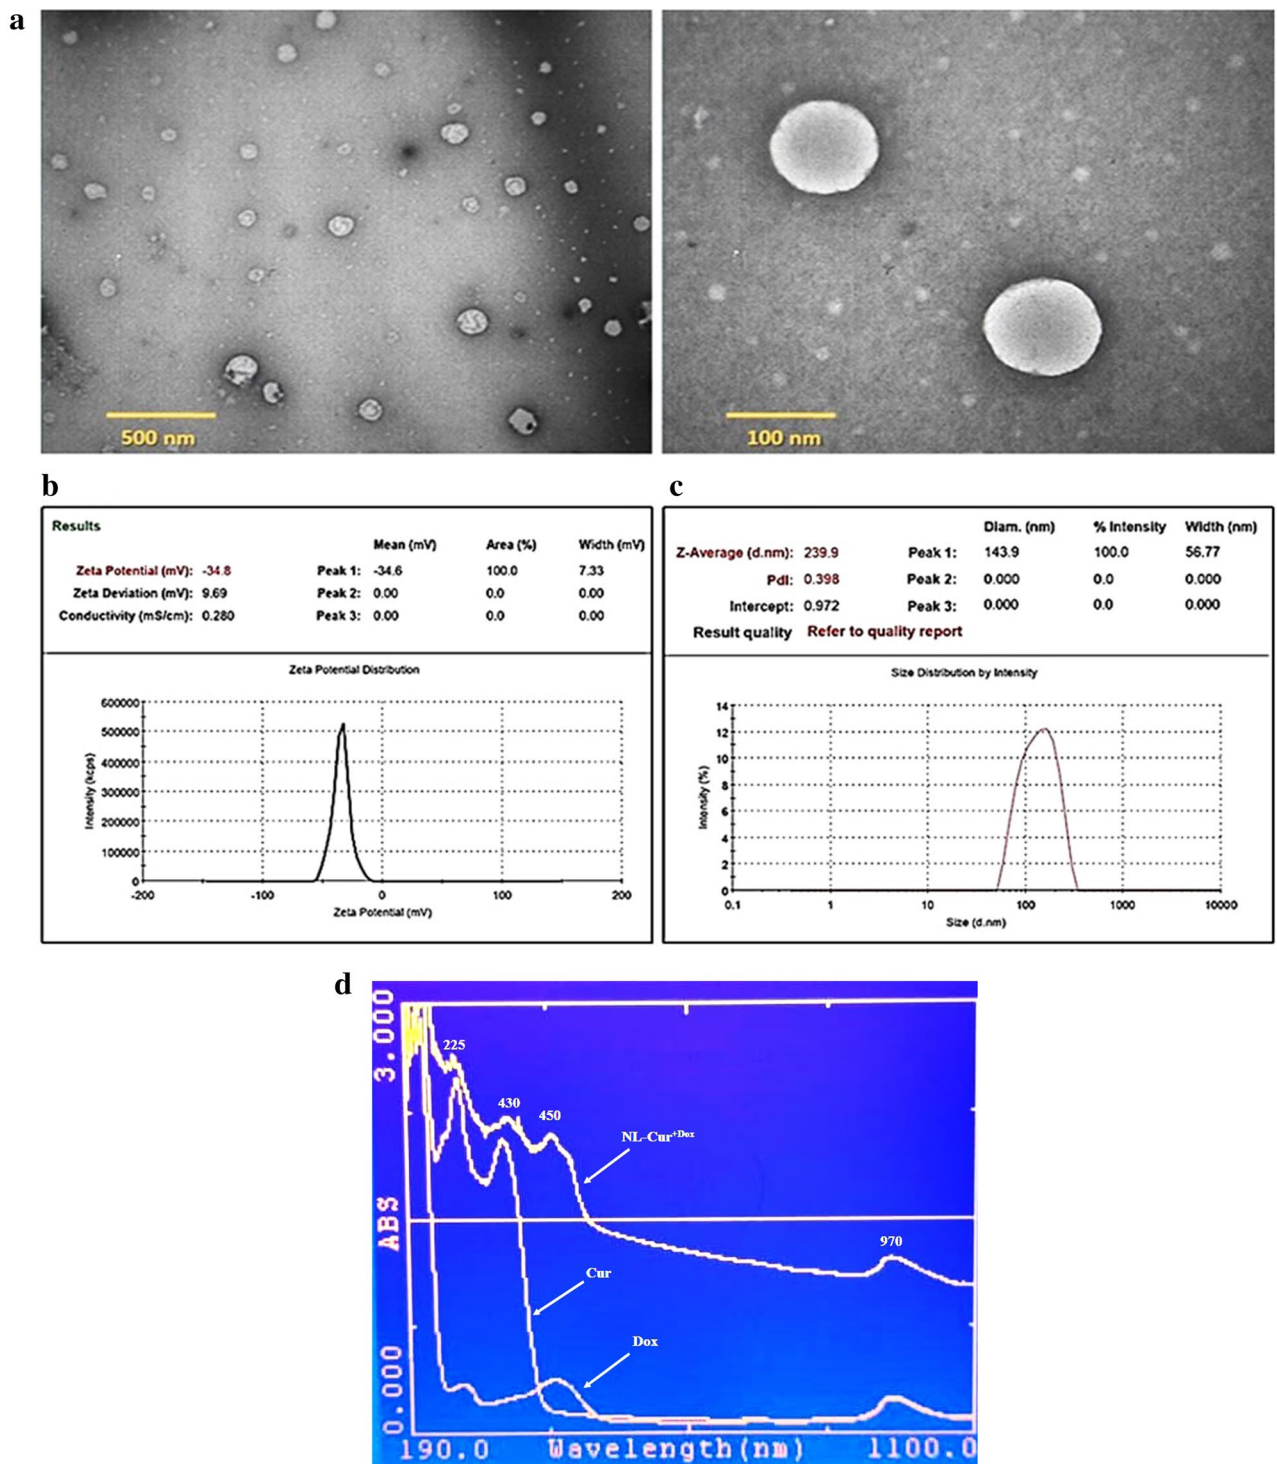 a
500 nm
100 nm
b
c
Results
Mean (mV) Area (%) Width (mV)
Zeta Potential (mV): -34.8 Peak 1: -34.6 100.0 7.33
Zeta Deviation (mV): 9.69 Peak 2: 0.00 0.0 0.00
Conductivity (mS/cm): 0.280 Peak 3: 0.00 0.0 0.00
Zeta Potential Distribution
Intensity (kcps)
600000
500000
400000
300000
200000
100000
0
-200 -100 0 100 200
Zeta Potential (mV)
Diam. (nm) % Intensity Width (nm)
Z-Average (d.nm): 239.9 Peak 1: 143.9 100.0 56.77
PdI: 0.398 Peak 2: 0.000 0.0 0.000
Intercept: 0.972 Peak 3: 0.000 0.0 0.000
Result quality Refer to quality report
Size Distribution by Intensity
Intensity (%)
14
12
10
8
6
4
2
0
0.1 1 10 100 1000 10000
Size (d.nm)
d
3.000
ABS
0.000
225
430
450
NL-Cur+Dox
970
Cur
Dox
190.0 Wavelength(nm) 1100.0